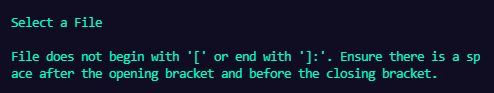 Select a File
File does not begin with '[' or end with ']:'. Ensure there is a sp
ace after the opening bracket and before the closing bracket.